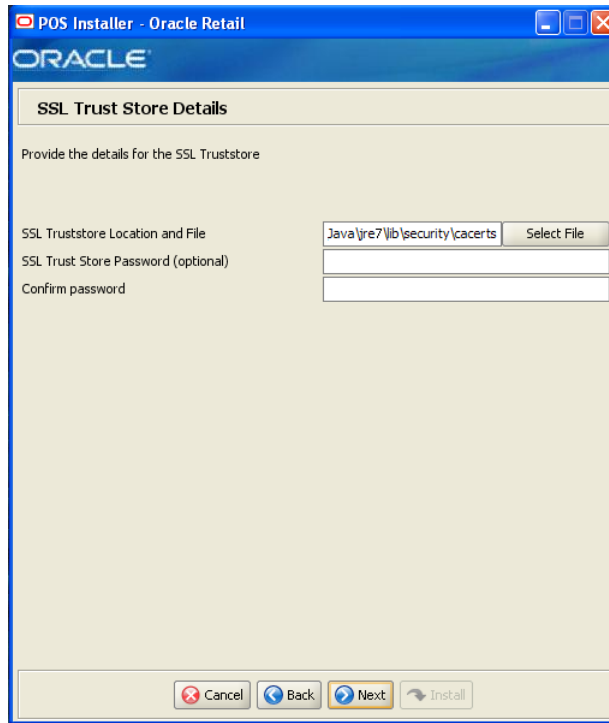 POS Installer - Oracle Retail
ORACLE
SSL Trust Store Details
Provide the details for the SSL Truststore
SSL Truststore Location and File Java\jre7\lib\security\cacerts Select File
SSL Trust Store Password (optional)
Confirm password
Cancel Back Next Install